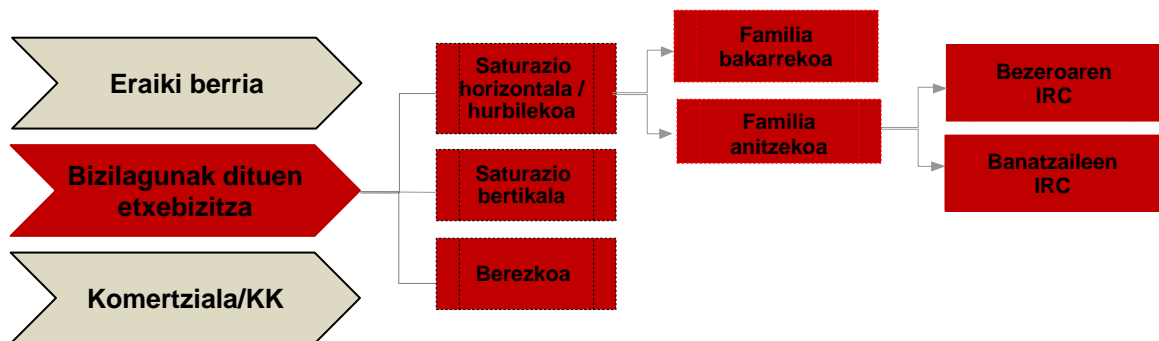 Eraiki berria
Bizilagunak dituen
etxebizitza
Komertziala/KK
Saturazio
horizontala /
hurbilekoa
Saturazio
bertikala
Berezkoa
Familia
bakarrekoa
Familia
anitzekoa
Bezeroaren
IRC
Banatzaileen
IRC